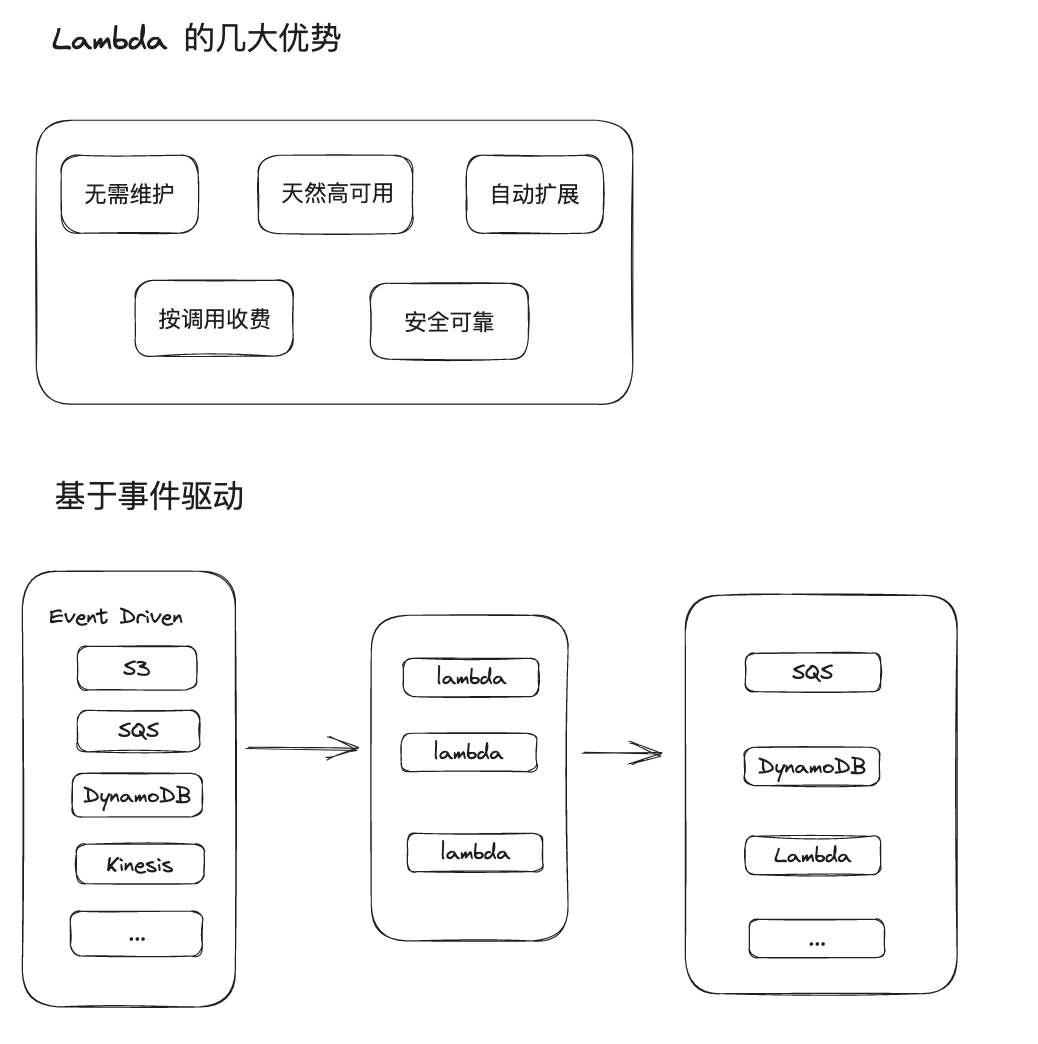 Lambda 的几大优势
无需维护
天然高可用
自动扩展
按调用收费
安全可靠
基于事件驱动
Event Driven
S3
SQS
DynamoDB
Kinesis
...
lambda
lambda
lambda
SQS
DynamoDB
Lambda
...